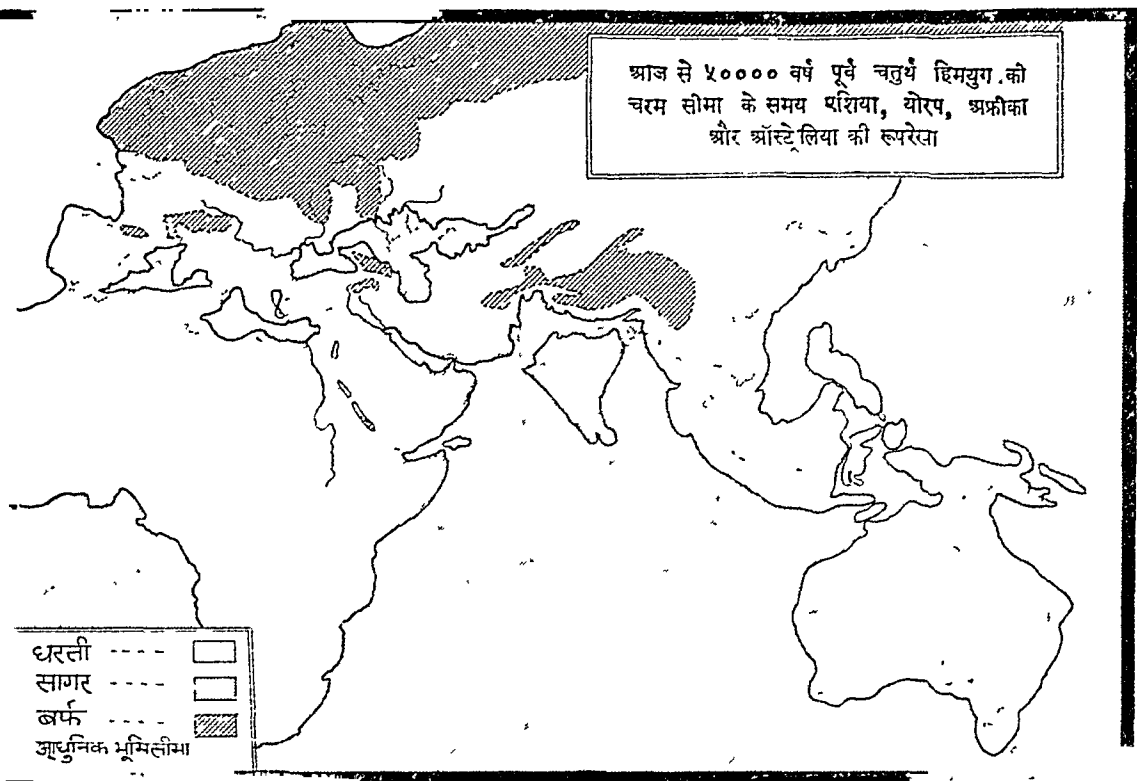 आज से ५०००० वर्ष पूर्व चतुर्थ हिमयुग की
चरम सीमा के समय एशिया, योरप, अफ्रीका
और ऑस्ट्रेलिया की रूपरेखा
धरती ----
सागर ----
बर्फ ----
आधुनिक भूमिसीमा